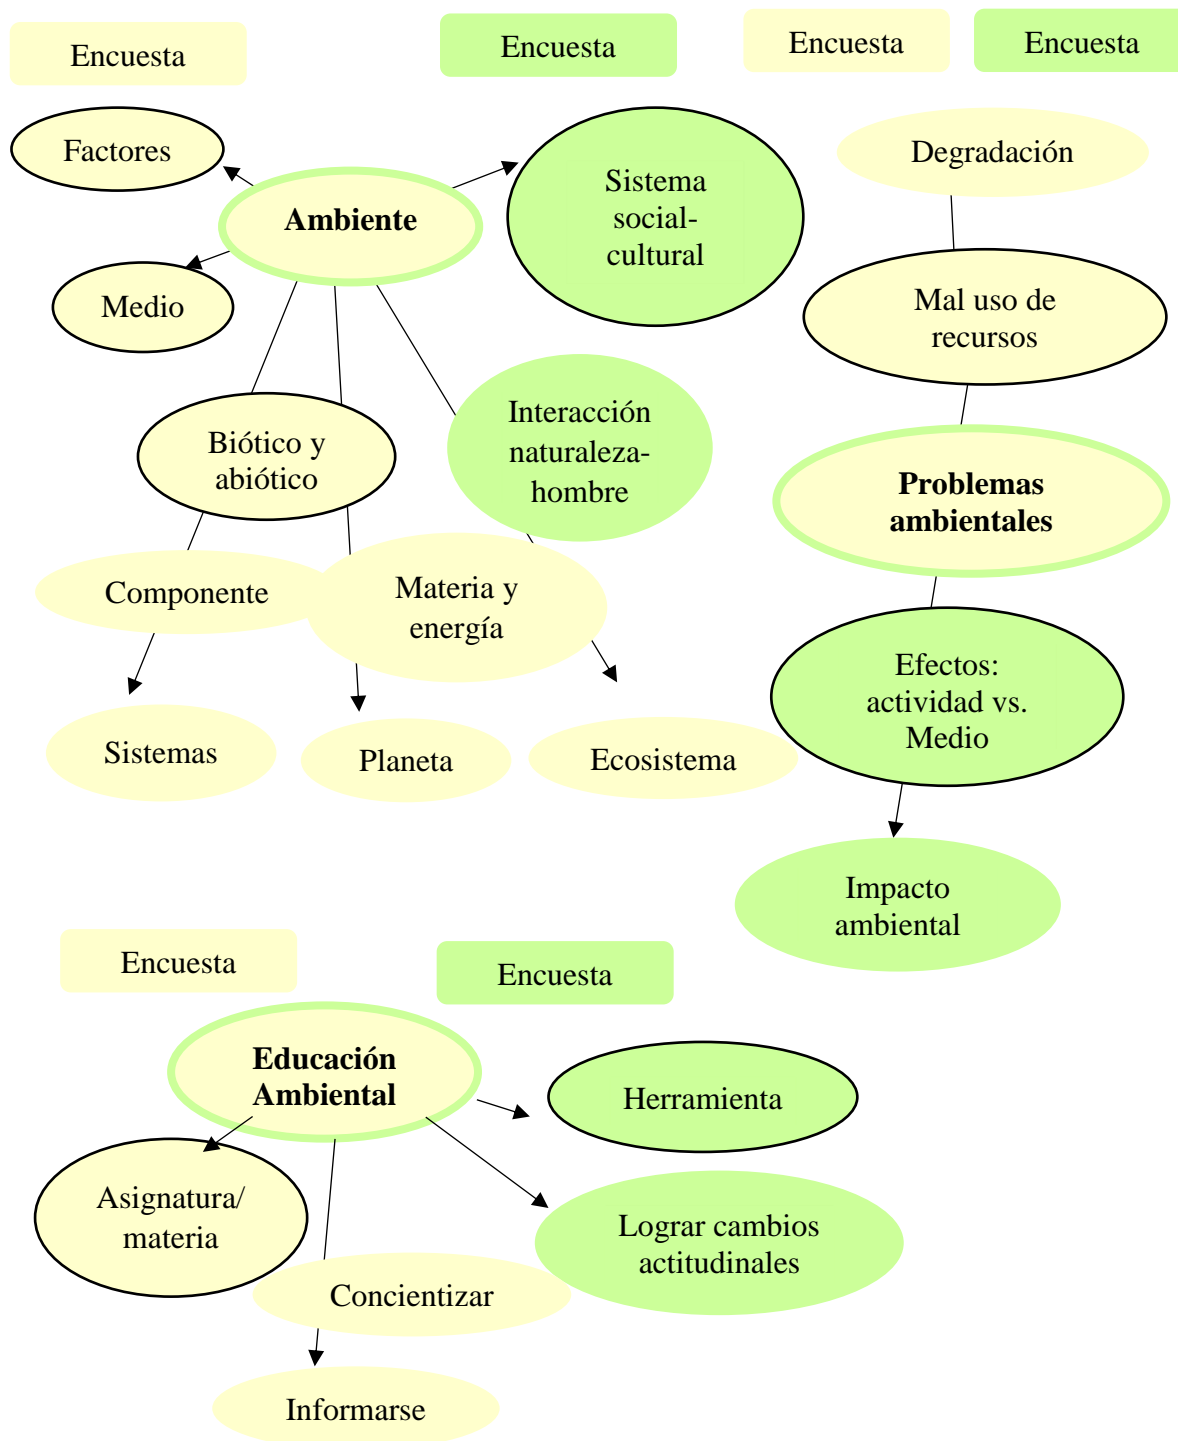 Encuesta
Encuesta
Encuesta
Encuesta
Factores
Ambiente
Sistema
social-
cultural
Medio
Biótico y
abiótico
Interacción
naturaleza-
hombre
Componente
Materia y
energía
Sistemas
Planeta
Ecosistema
Degradación
Mal uso de
recursos
Problemas
ambientales
Efectos:
actividad vs.
Medio
Impacto
ambiental
Encuesta
Encuesta
Educación
Ambiental
Herramienta
Asignatura/
materia
Lograr cambios
actitudinales
Concientizar
Informarse